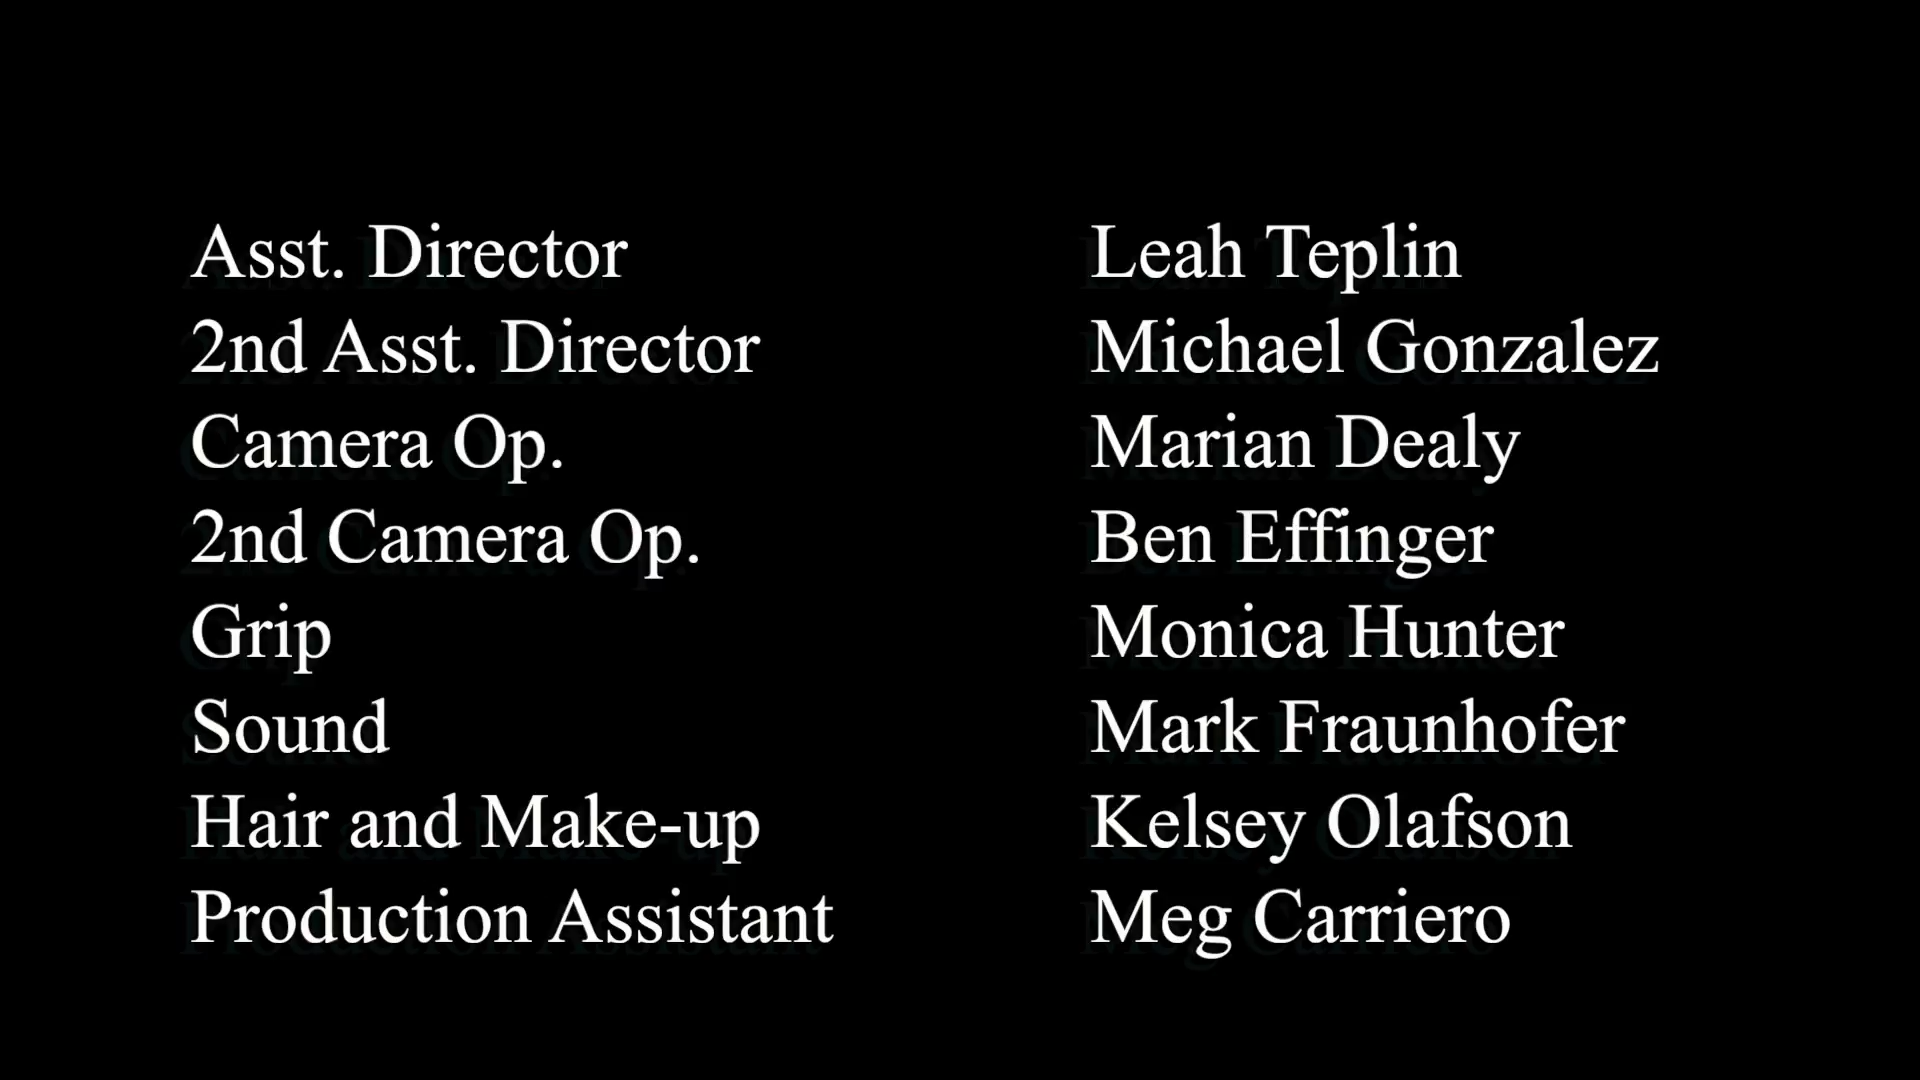 Asst. Director Leah Teplin
2nd Asst. Director Michael Gonzalez
Camera Op. Marian Dealy
2nd Camera Op. Ben Effinger
Grip Monica Hunter
Sound Mark Fraunhofer
Hair and Make-up Kelsey Olafson
Production Assistant Meg Carriero